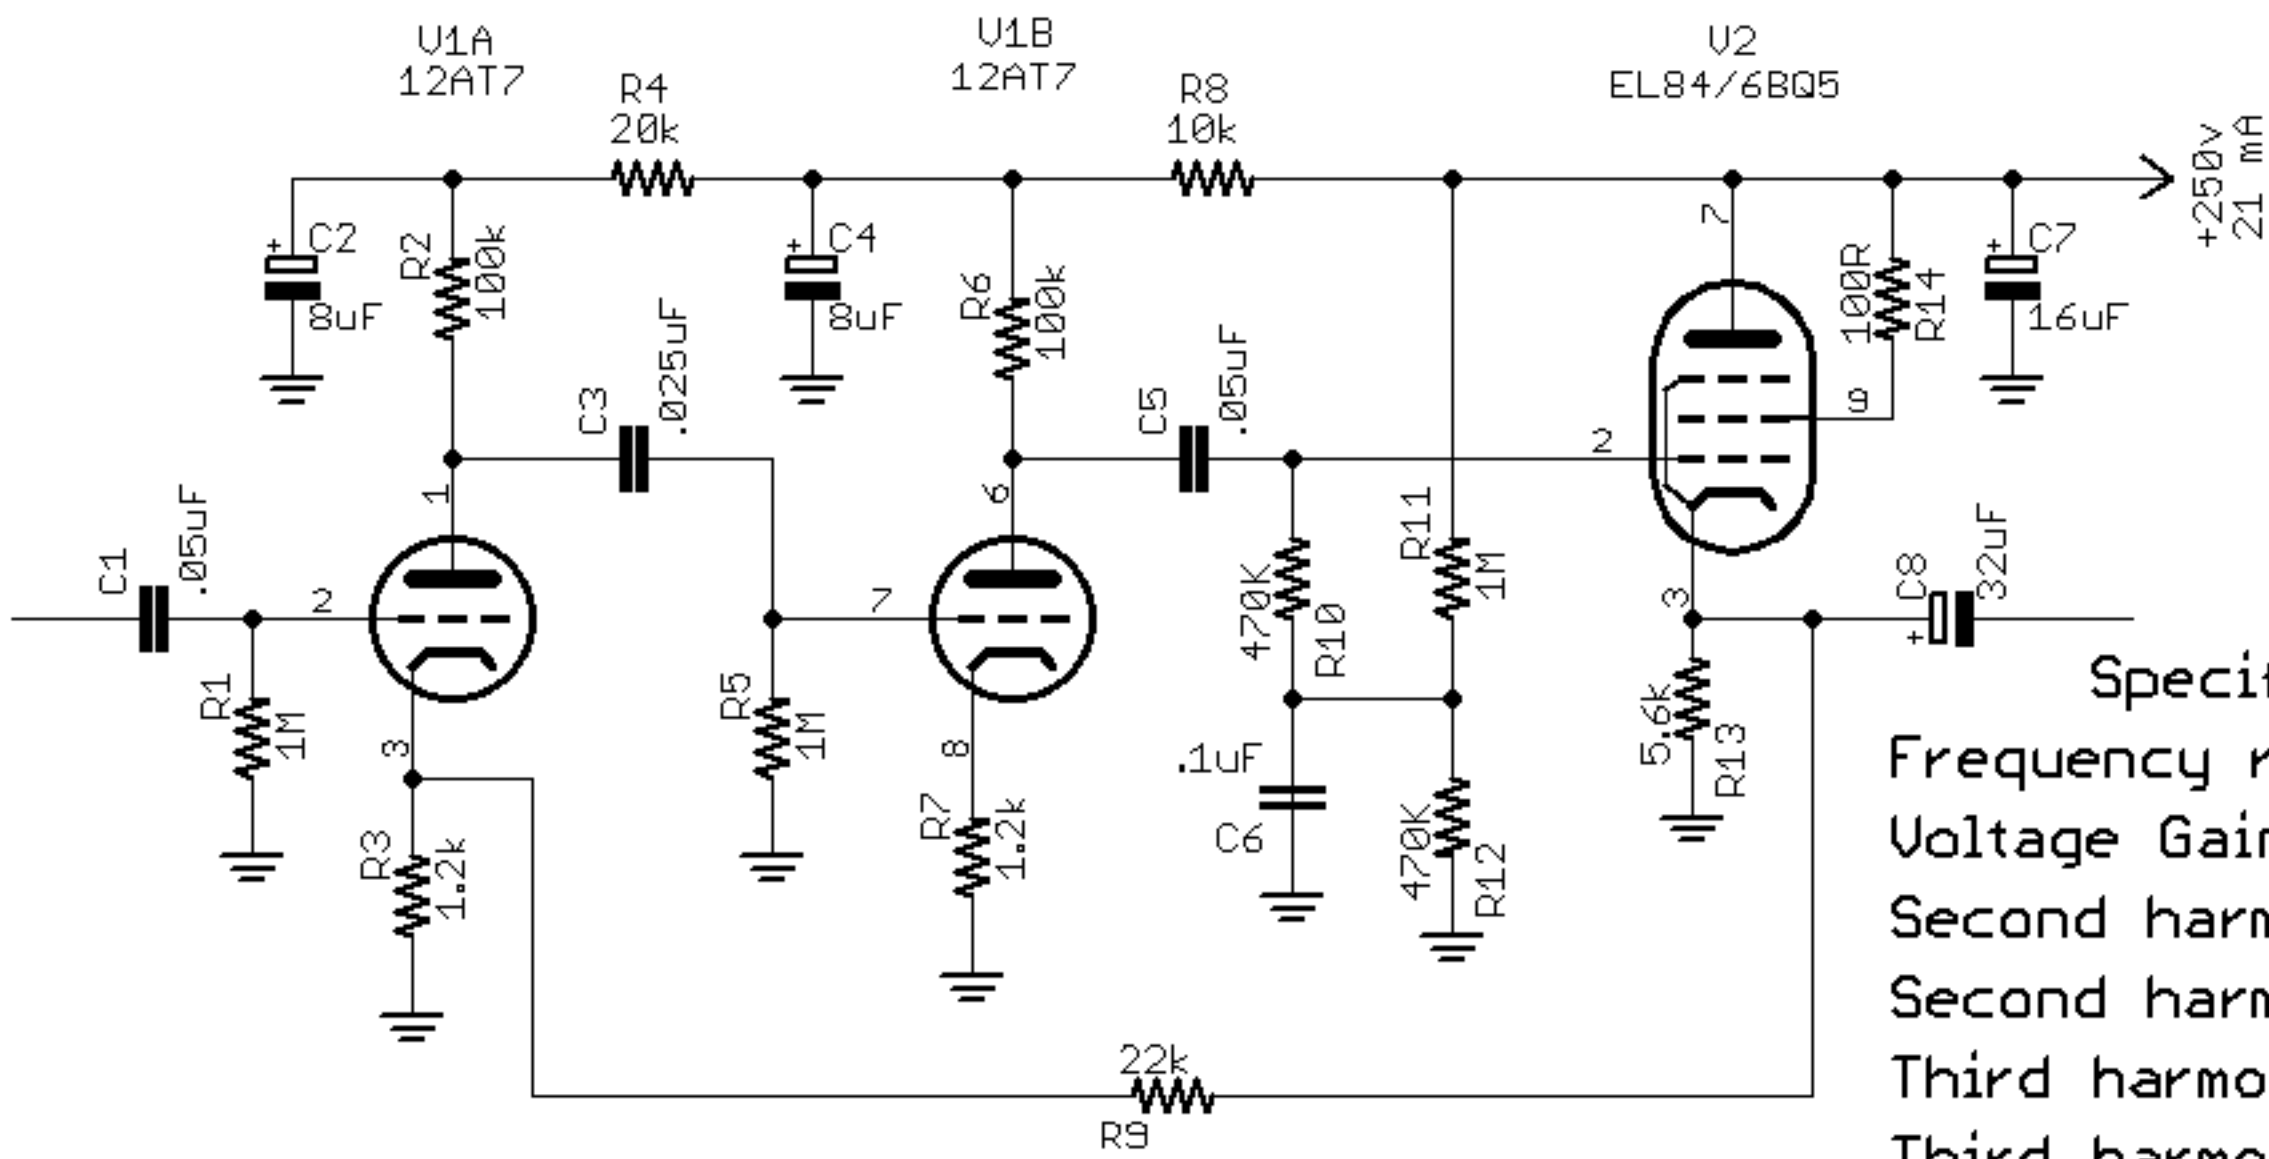 V1A
12AT7
V1B
12AT7
V2
EL84/6BQ5
R4
20k
R8
10k
+250v
21 mA
C2
8uF
R2
100k
C4
8uF
R6
100k
7
100R
R14
C7
16uF
C3
.025uF
C5
.05uF
9
2
1
6
C1
.05uF
2
7
470K
R10
R11
1M
3
C8
32uF
R1
1M
3
R5
1M
8
.1uF
C6
5.6k
R13
R3
1.2k
R7
1.2k
470K
R12
22k
R9
Frequency
Voltage
Second
Second
Third
Third